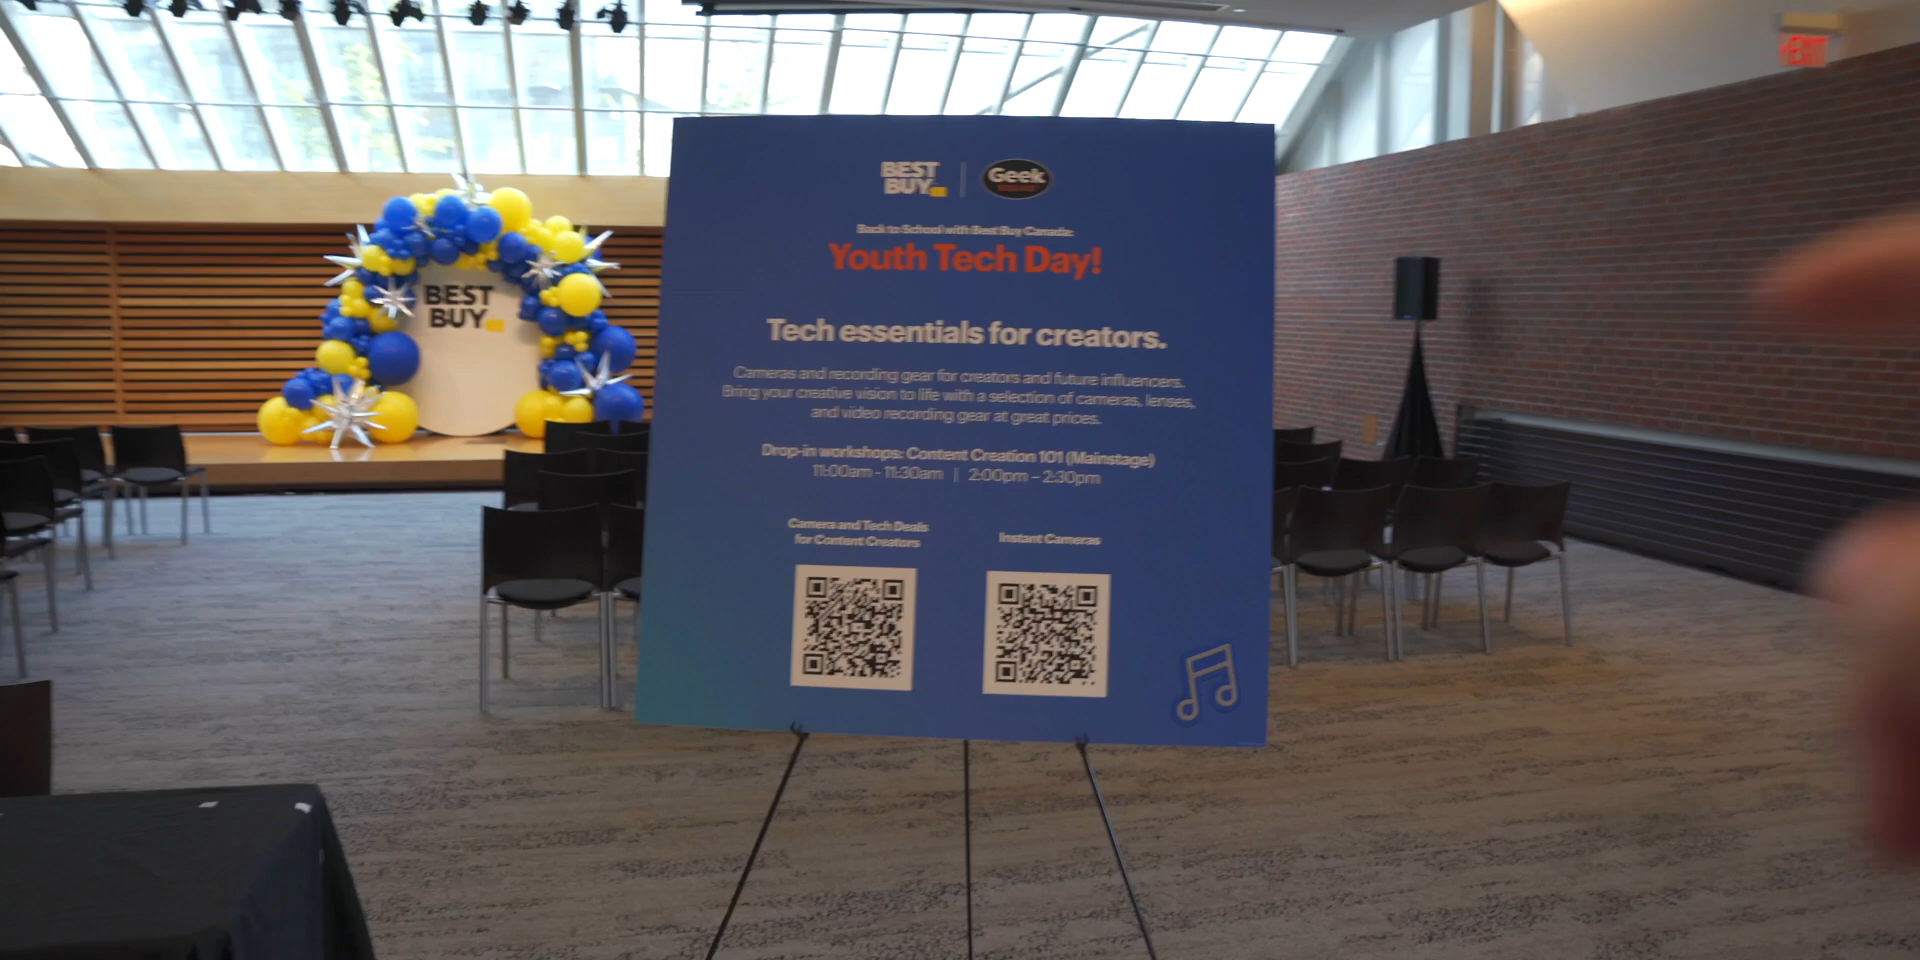 EXIT
BEST
BUY
BEST
BUY
Geek
Back to School with Best Buy Canada:
Youth Tech Day!
Tech essentials for creators.
Cameras and recording gear for creators and future influencers.
Bring your creative vision to life with a selection of cameras, lenses,
and video recording gear at great prices.
Drop-in workshops: Content Creation 101 (Mainstage)
11:00am - 11:30am | 2:00pm – 2:30pm
Camera and Tech Deals
for Content Creators
Instant Cameras